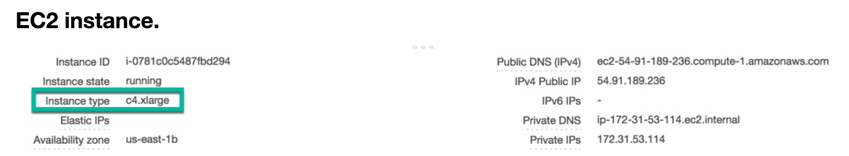 EC2 instance.
Instance ID i-0781c0c5487fbd294
Instance state running
Instance type c4.xlarge
Elastic IPs
Availability zone us-east-1b
Public DNS (IPv4) ec2-54-91-189-236.compute-1.amazonaws.com
IPv4 Public IP 54.91.189.236
IPv6 IPs -
Private DNS ip-172-31-53-114.ec2.internal
Private IPs 172.31.53.114